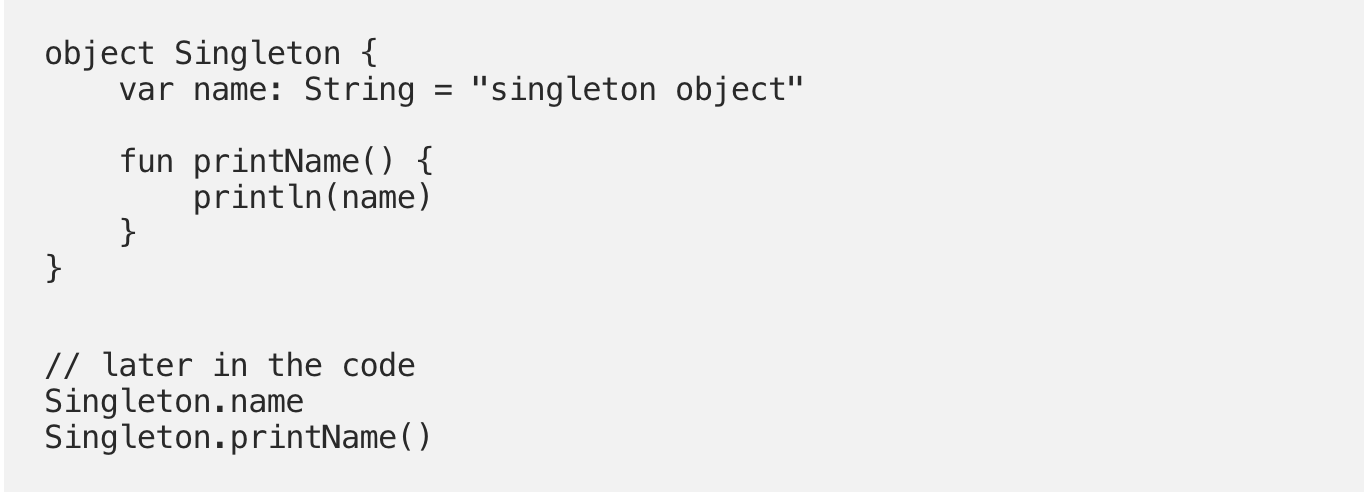 object Singleton {
    var name: String = "singleton object"

    fun printName() {
        println(name)
    }
}

// later in the code
Singleton.name
Singleton.printName()